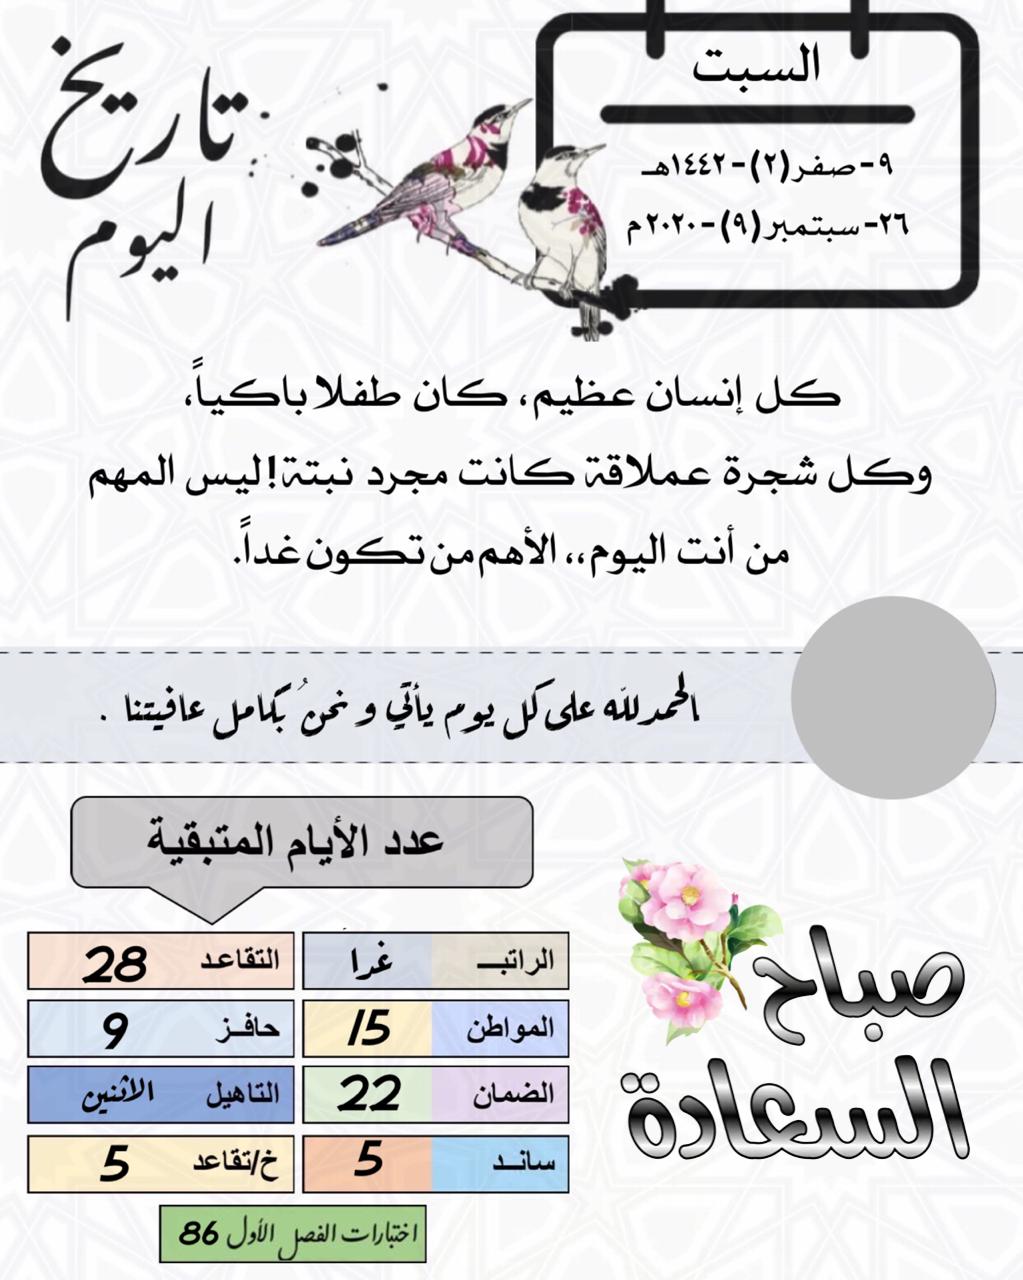 السبت
٩-صفر(٢)-١٤٤٢هـ
٢٦-سبتمبر(٩)-٢٠٢٠م
تاريخ
اليوم
كل إنسان عظيم، كان طفلا باكياً،
وكل شجرة عملاقة كانت مجرد نبتة!ليس المهم
من أنت اليوم،، الأهم من تكون غداً.
الحمدلله على كل يوم يأتي و نحنُ بكامل عافيتنا .
عدد الأيام المتبقية
الراتبـــ غدا التقاعد 28
المواطن 15 حافــز 9
الضمان 22 التاهيل الاثنين
سانــد 5 خ/تقاعد 5
اختبارات الفصل الأول 86
صباح
السعادة